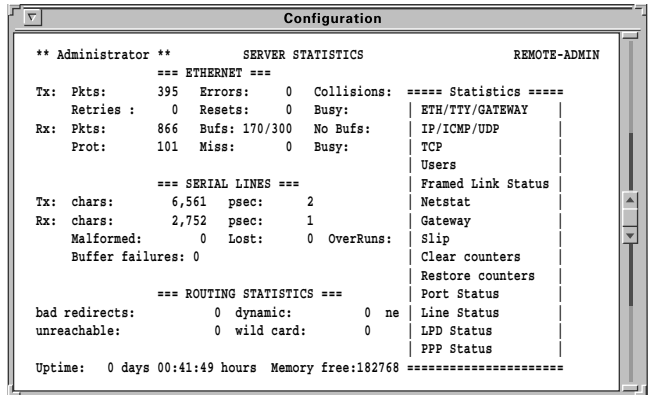 Configuration
** Administrator ** SERVER STATISTICS REMOTE-ADMIN
=== ETHERNET ===
Tx: Pkts: 395 Errors: 0 Collisions: ===== Statistics =====
Retries : 0 Resets: 0 Busy: | ETH/TTY/GATEWAY |
Rx: Pkts: 866 Bufs: 170/300 No Bufs: | IP/ICMP/UDP |
Prot: 101 Miss: 0 Busy: | TCP |
| Users |
=== SERIAL LINES === | Framed Link Status |
Tx: chars: 6,561 psec: 2 | Netstat |
Rx: chars: 2,752 psec: 1 | Gateway |
Malformed: 0 Lost: 0 OverRuns: | Slip |
Buffer failures: 0 | Clear counters |
| Restore counters |
=== ROUTING STATISTICS === | Port Status |
bad redirects: 0 dynamic: 0 ne | Line Status |
unreachable: 0 wild card: 0 | LPD Status |
| PPP Status |
Uptime: 0 days 00:41:49 hours Memory free:182768 ======================